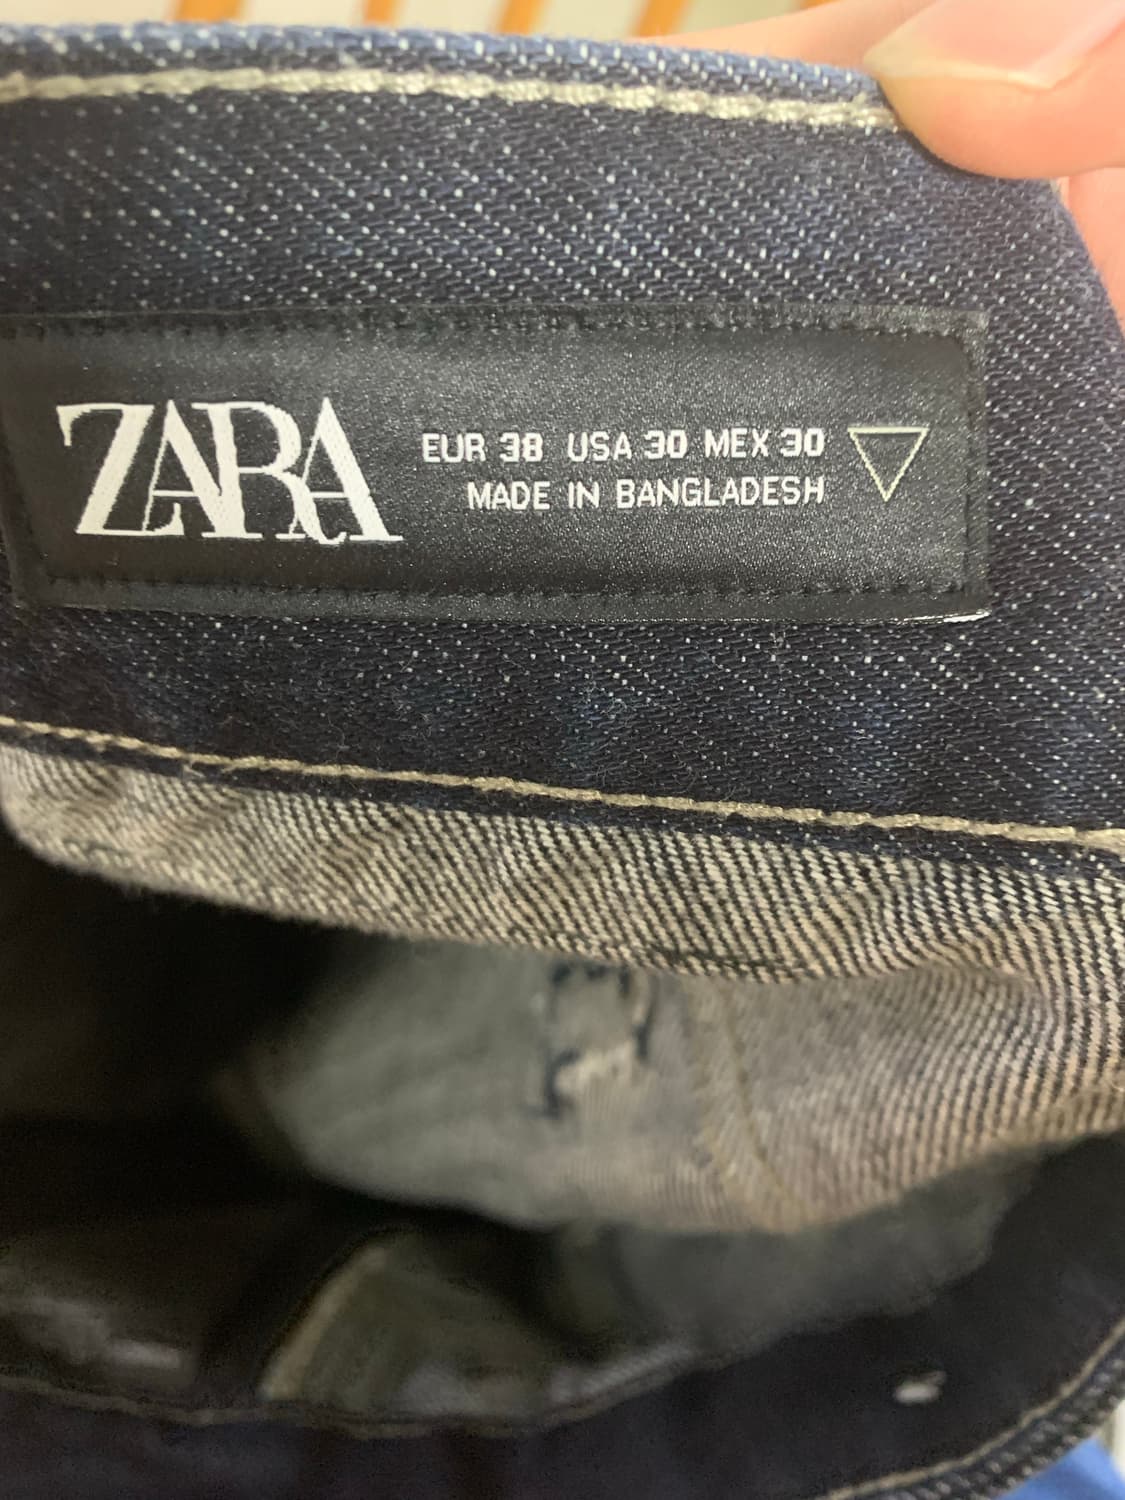 ZARA
EUR 38 USA 30 MEX 30
MADE IN BANGLADESH